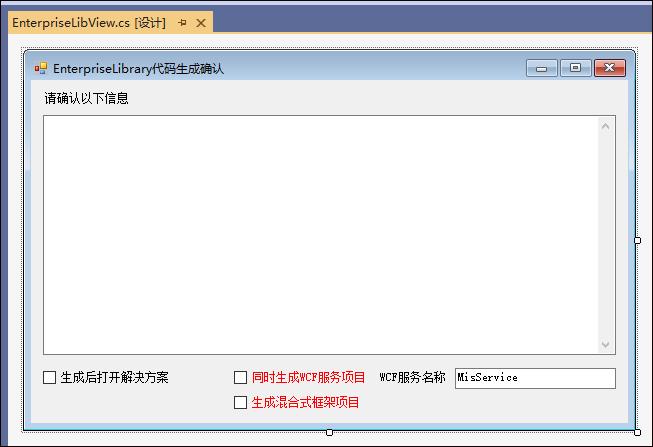 EnterpriseLibView.cs [设计]
EnterpriseLibrary代码生成确认
请确认以下信息
生成后打开解决方案 同时生成WCF服务项目 WCF服务名称 MisService
生成混合式框架项目